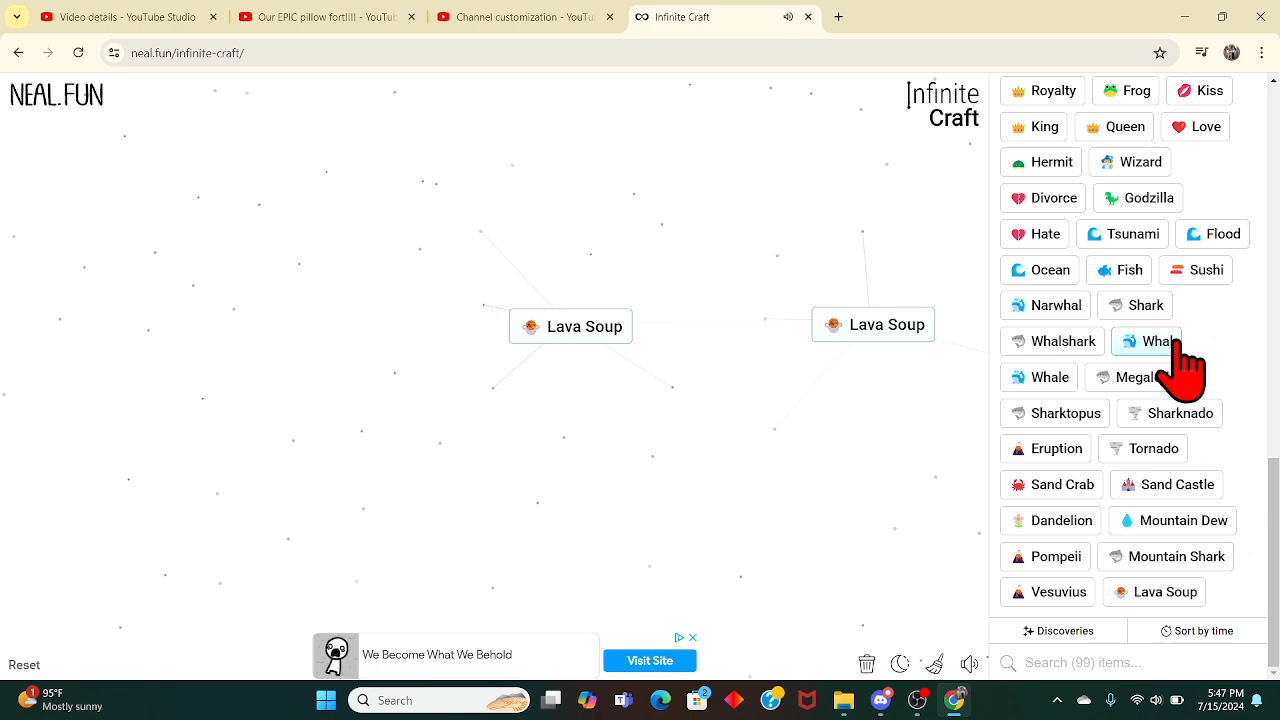 Video details - YouTube Studio
Our EPIC pillow fort!!!! - YouTu
Channel customization - YouTu
Infinite Craft
neal.fun/infinite-craft/
NEAL.FUN
Infinite
Craft
Royalty Frog Kiss
King Queen Love
Hermit Wizard
Divorce Godzilla
Hate Tsunami Flood
Ocean Fish Sushi
Narwhal Shark
Lava Soup Lava Soup
Whalshark
Whale
Sharktopus Sharknado
Eruption Tornado
Sand Crab Sand Castle
Dandelion Mountain Dew
Pompeii Mountain Shark
Vesuvius Lava Soup
Discoveries Sort by time
Search (99) items...
We Become What We Behold
Visit Site
Reset
1 95°F
Mostly sunny
Search
2
3:47 PM